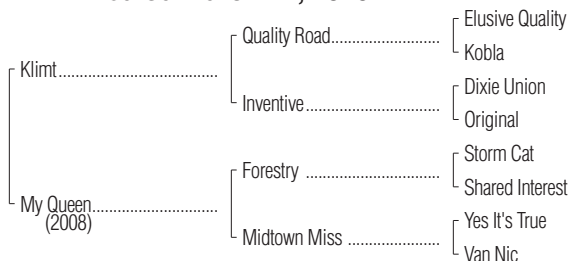 Elusive Quality
Quality Road
Kobla
Klimt
Dixie Union
Inventive
Original
Storm Cat
Forestry
Shared Interest
My Queen
(2008)
Yes It's True
Midtown Miss
Van Nic